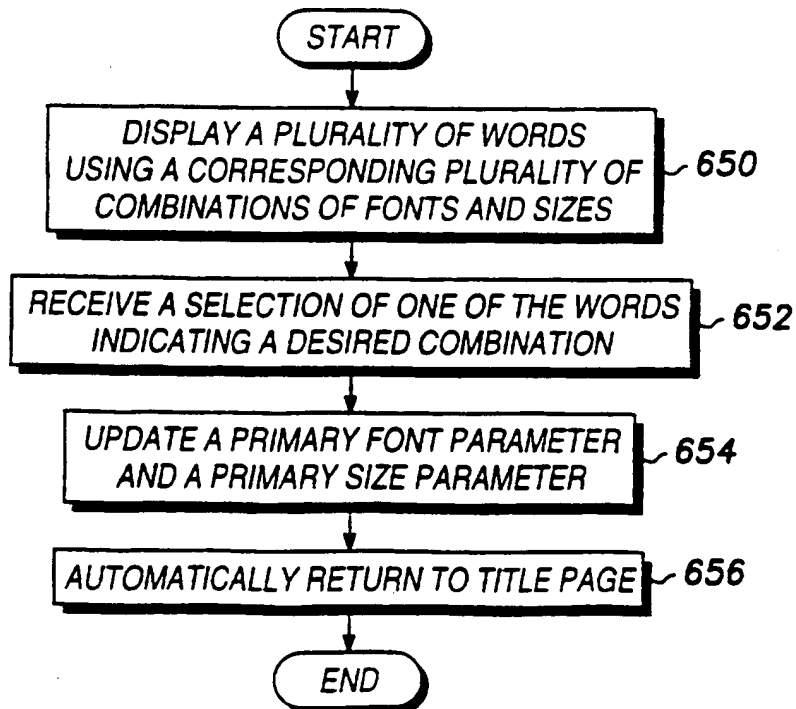 START
DISPLAY A PLURALITY OF WORDS
USING A CORRESPONDING PLURALITY OF
COMBINATIONS OF FONTS AND SIZES
650
RECEIVE A SELECTION OF ONE OF THE WORDS
INDICATING A DESIRED COMBINATION
652
UPDATE A PRIMARY FONT PARAMETER
AND A PRIMARY SIZE PARAMETER
654
AUTOMATICALLY RETURN TO TITLE PAGE
656
END